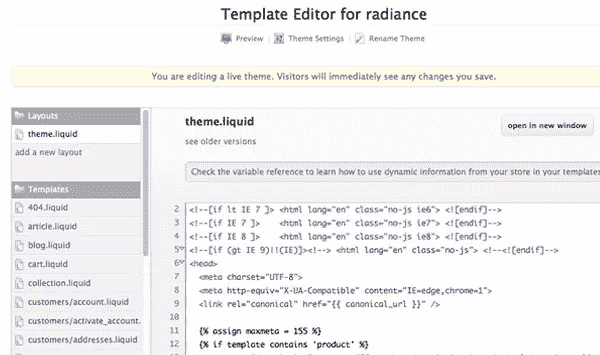 Template Editor for radiance
Preview Theme Settings Rename Theme
You are editing a live theme. Visitors will immediately see any changes you save.
Layouts
theme.liquid
add a new layout
Templates
404.liquid
article.liquid
blog.liquid
cart.liquid
collection.liquid
customers/account.liquid
customers/activate_account.
customers/addresses.liquid
theme.liquid
open in new window
see older versions
Check the variable reference to learn how to use dynamic information from your store in your templates
2 <!--[if lt IE 7 ]> <html lang="en" class="no-js ie6"> <![endif]-->
3 <!--[if IE 7 ]> <html lang="en" class="no-js ie7"> <![endif]-->
4 <!--[if IE 8 ]> <html lang="en" class="no-js ie8"> <![endif]-->
5 <!--[if (gt IE 9)|!(IE)]><!--> <html lang="en" class="no-js"> <!--<![endif]-->
6 <head>
7 <meta charset="UTF-8">
8 <meta http-equiv="X-UA-Compatible" content="IE=edge,chrome=1">
9 <link rel="canonical" href="{{ canonical_url }}" />
10
11 {% assign maxmeta = 155 %}
12 {% if template contains 'product' %}